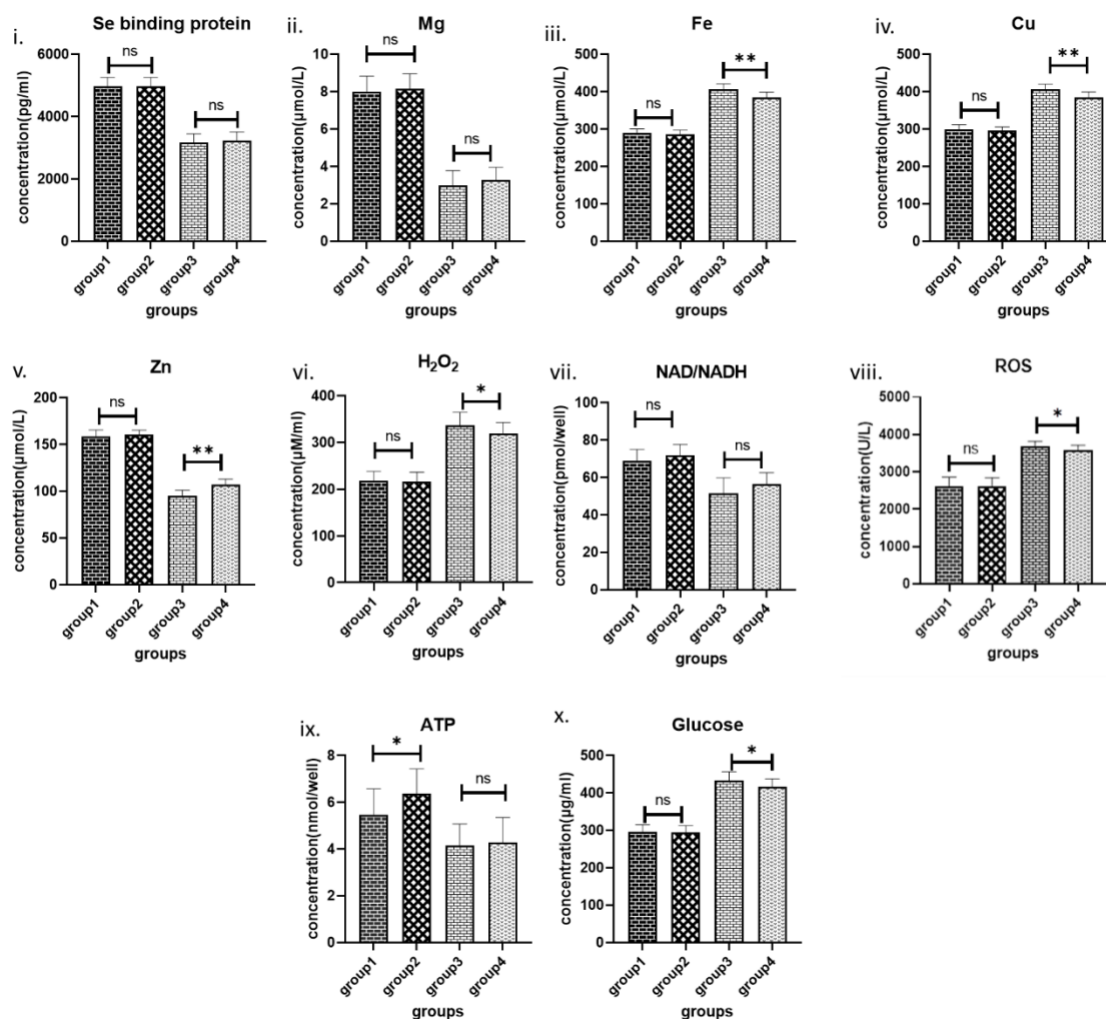 i.
Se binding protein
concentration(pg/ml)
6000
4000
2000
0
ns
ns
group1
group2
group3
group4
groups
ii.
Mg
concentration(μmol/L)
10
8
6
4
2
0
ns
ns
group1
group2
group3
group4
groups
iii.
Fe
concentration(μmol/L)
500
400
300
200
100
0
ns
**
group1
group2
group3
group4
groups
iv.
Cu
concentration(μmol/L)
500
400
300
200
100
0
ns
**
group1
group2
group3
group4
groups
v.
Zn
concentration(μmol/L)
200
150
100
50
0
ns
**
group1
group2
group3
group4
groups
vi.
H₂O₂
concentration(μM/ml)
400
300
200
100
0
ns
*
group1
group2
group3
group4
groups
vii.
NAD/NADH
concentration(pmol/well)
100
80
60
40
20
0
ns
ns
group1
group2
group3
group4
groups
viii.
ROS
concentration(U/L)
5000
4000
3000
2000
1000
0
ns
*
group1
group2
group3
group4
groups
ix.
ATP
concentration(nmol/well)
8
6
4
2
0
*
ns
group1
group2
group3
group4
groups
x.
Glucose
concentration(μg/ml)
500
400
300
200
100
0
ns
*
group1
group2
group3
group4
groups